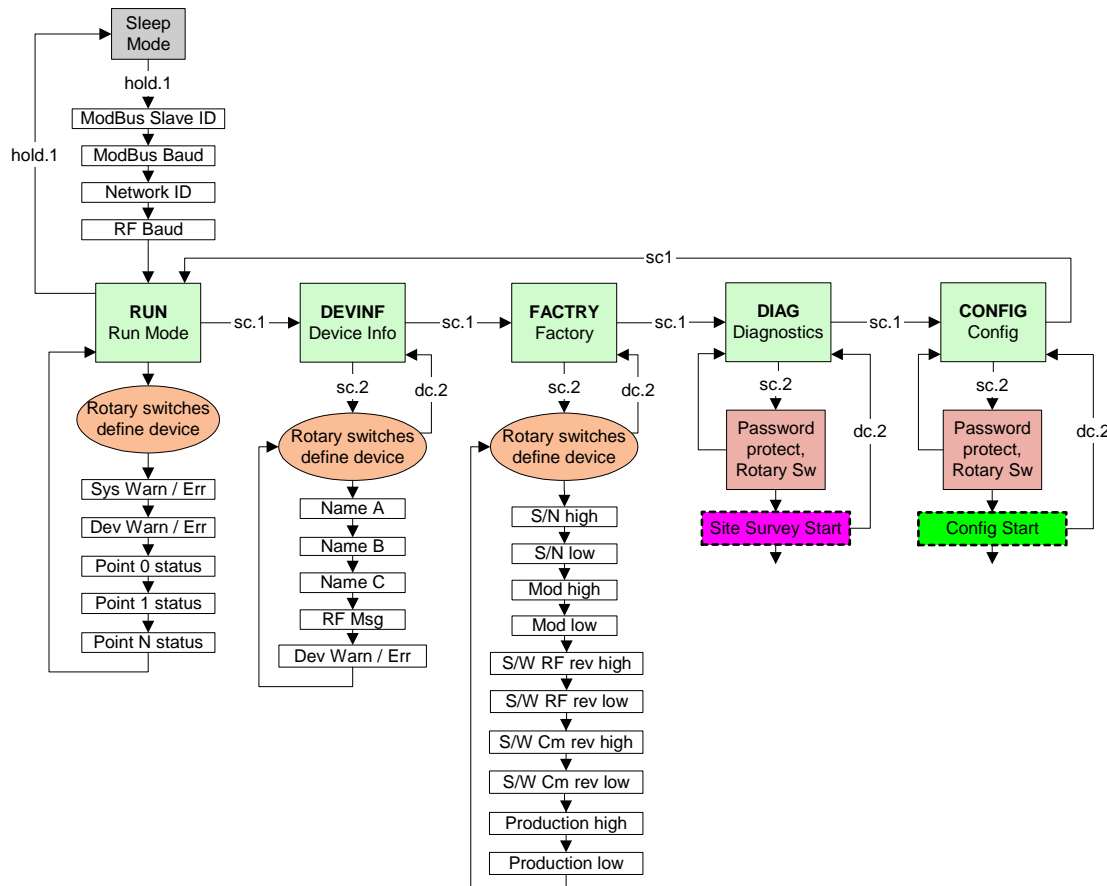 Sleep
Mode
hold.1
ModBus Slave ID
hold.1
ModBus Baud
Network ID
RF Baud
sc1
RUN
Run Mode
sc.1
DEVINF
Device Info
sc.1
FACTRY
Factory
sc.1
DIAG
Diagnostics
sc.1
CONFIG
Config
Rotary switches
define device
Sys Warn / Err
Dev Warn / Err
Point 0 status
Point 1 status
Point N status
sc.2
dc.2
Rotary switches
define device
Name A
Name B
Name C
RF Msg
Dev Warn / Err
sc.2
dc.2
Rotary switches
define device
S/N high
S/N low
Mod high
Mod low
S/W RF rev high
S/W RF rev low
S/W Cm rev high
S/W Cm rev low
Production high
Production low
sc.2
dc.2
Password
protect,
Rotary Sw
Site Survey Start
sc.2
dc.2
Password
protect,
Rotary Sw
Config Start